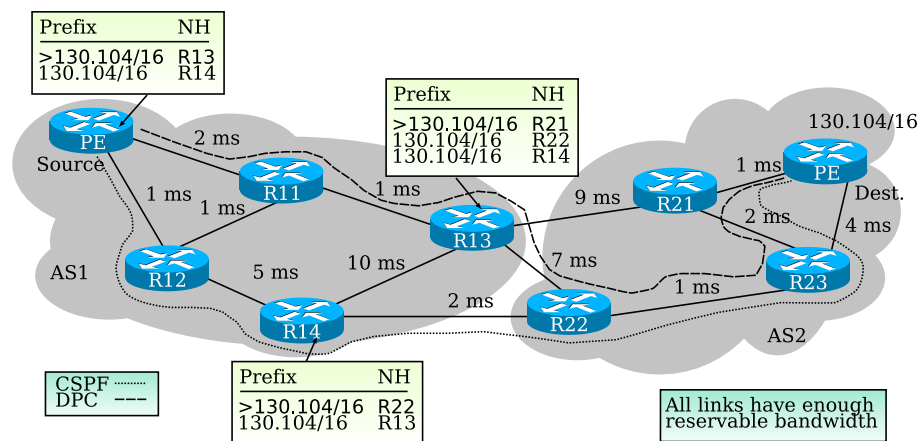 Prefix NH
>130.104/16 R13
130.104/16 R14
Prefix NH
>130.104/16 R21
130.104/16 R22
130.104/16 R14
130.104/16
PE
Source
2 ms
R11
1 ms
1 ms
1 ms
R13
9 ms
R21
1 ms
PE
Dest.
2 ms
4 ms
AS1
R12
5 ms
10 ms
7 ms
R23
R14
2 ms
R22
1 ms
AS2
CSPF
DPC
Prefix NH
>130.104/16 R22
130.104/16 R13
All links have enough
reservable bandwidth